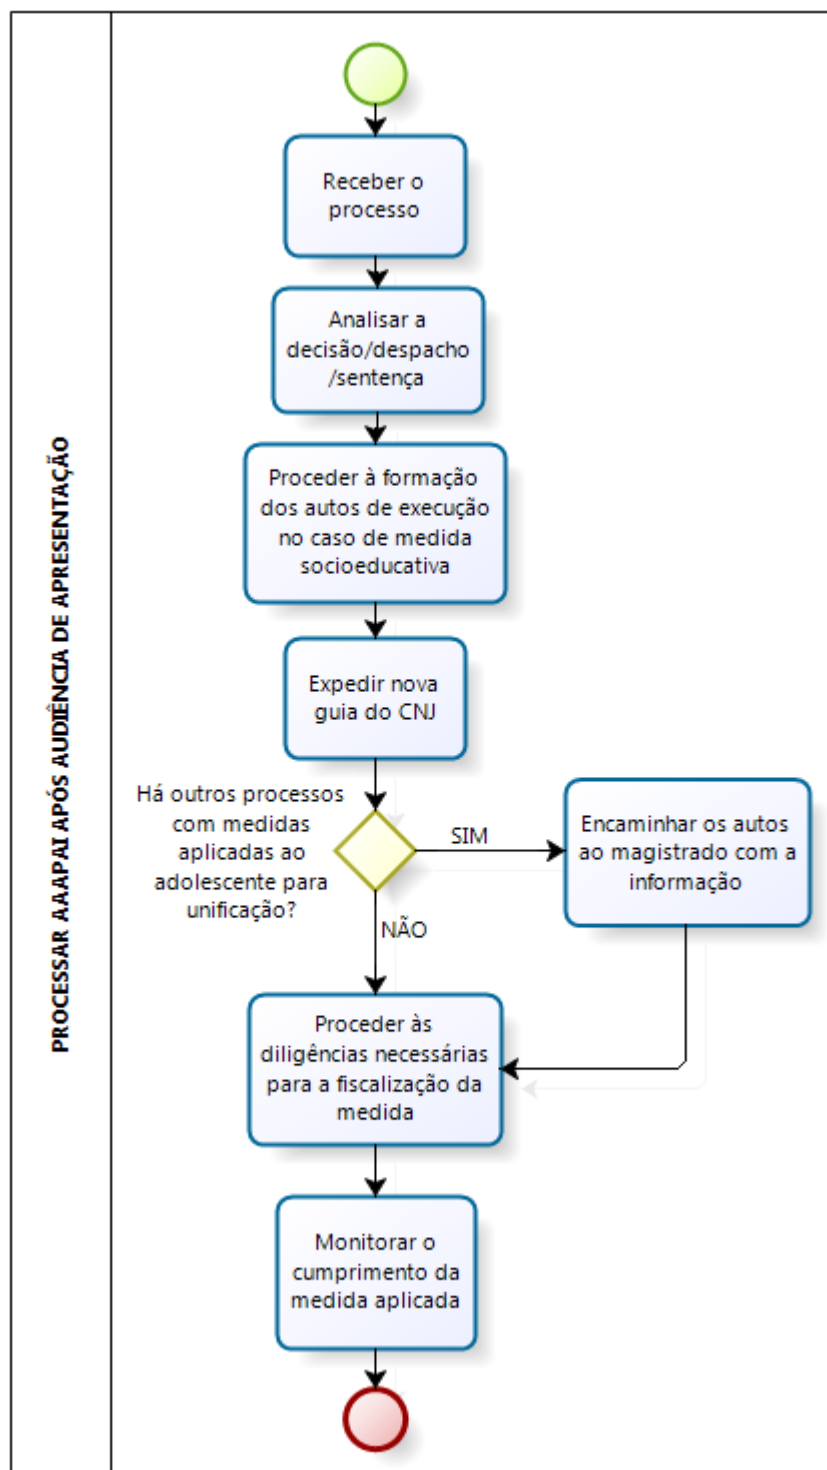 PROCESSAR AAAPAI APÓS AUDIÊNCIA DE APRESENTAÇÃO
Receber o
processo
Analisar a
decisão/despacho
/sentença
Proceder à formação
dos autos de execução
no caso de medida
socioeducativa
Expedir nova
guia do CNJ
Há outros processos
com medidas
aplicadas ao
adolescente para
unificação?
SIM
Encaminhar os autos
ao magistrado com a
informação
NÃO
Proceder às
diligências necessárias
para a fiscalização da
medida
Monitorar o
cumprimento da
medida aplicada